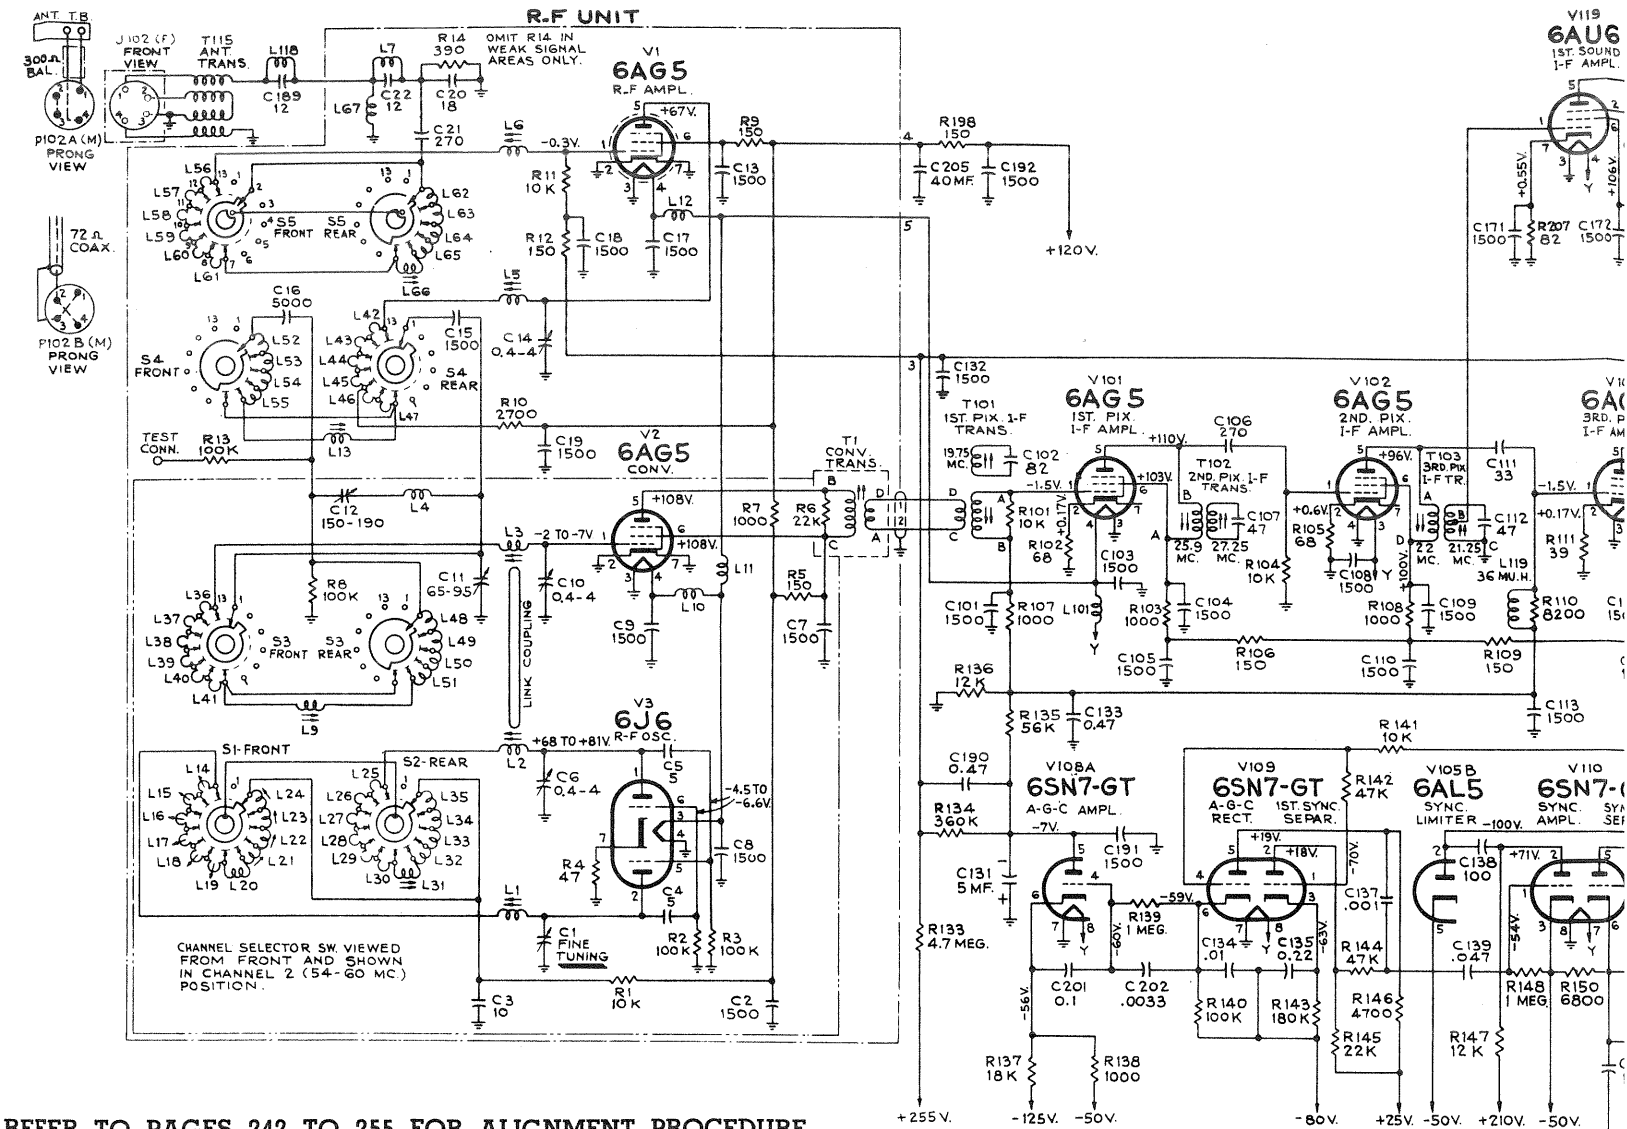 ANT. T.B.
300Ω
BAL.
P102A (M)
PRONG
VIEW
72 Ω
COAX.
P102B (M)
PRONG
VIEW
J102 (F)
FRONT
VIEW
T115
ANT.
TRANS.
L118
C189
12
R-F UNIT
L7
C22
12
L67
R14
390
OMIT R14 IN
WEAK SIGNAL
AREAS ONLY.
C20
18
C21
270
L6
V1
6AG5
R-F AMPL.
+67V.
-0.3V.
R9
150
R11
10K
C13
1500
R12
150
C18
1500
C17
1500
L12
4
R198
150
C205
40MF.
C192
1500
+120V.
5
L56
L57
L58
L59
L60
L61
S5
FRONT
S5
REAR
L62
L63
L64
L65
L66
L5
C14
0.4-4
C16
5000
S4
FRONT
L52
L53
L54
L55
L42
L43
L44
L45
L46
L47
C15
1500
S4
REAR
L13
TEST
CONN.
R13
100K
R10
2700
C19
1500
C12
150-190
L4
V2
6AG5
CONV.
+108V.
+108V.
-2 TO -7V
R7
1000
R6
22K
T1
CONV.
TRANS.
L3
C10
0.4-4
C11
65-95
R8
100K
L11
L10
C9
1500
R5
150
C7
1500
LINK COUPLING
L36
L37
L38
L39
L40
L41
S3
FRONT
S3
REAR
L48
L49
L50
L51
L9
V3
6J6
R-F OSC.
+68 TO +81V.
L2
C6
0.4-4
C5
5
-4.5 TO
-6.6V.
R4
47
C8
1500
C4
5
L1
C1
FINE
TUNING
R2
100K
R3
100K
R1
10K
C3
10
C2
1500
S1-FRONT
S2-REAR
L14
L15
L16
L17
L18
L19
L20
L21
L22
L23
L24
L25
L26
L27
L28
L29
L30
L31
L32
L33
L34
L35
CHANNEL SELECTOR SW. VIEWED
FROM FRONT AND SHOWN
IN CHANNEL 2 (54-60 MC.)
POSITION.
3
C132
1500
T101
1ST. PIX. I-F
TRANS.
19.75
MC.
C102
82
V101
6AG5
1ST. PIX.
I-F AMPL.
+110V.
-1.5V.
+0.17V.
+103V.
R101
10K
R102
68
C103
1500
L101
C101
1500
R107
1000
R103
1000
C104
1500
C105
1500
C106
270
T102
2ND. PIX. I-F
TRANS.
25.9
MC.
27.25
MC.
C107
47
R104
10K
R106
150
V102
6AG5
2ND. PIX.
I-F AMPL.
+96V.
+0.6V.
R105
68
C108
1500
+100V.
R108
1000
C109
1500
C110
1500
T103
3RD. PIX
I-F TR.
22
MC.
21.25
MC.
C111
33
C112
47
L119
36 MU.H.
R110
8200
R109
150
-1.5V.
+0.17V.
R111
39
C113
1500
V119
6AU6
1ST. SOUND
I-F AMPL.
+0.55V.
+106V.
C171
1500
R207
82
C172
1500
R136
12K
R135
56K
C133
0.47
C190
0.47
R134
360K
C131
5 MF.
R133
4.7 MEG.
V108A
6SN7-GT
A-G-C AMPL.
-7V.
C191
1500
-60V.
-59V.
R139
1 MEG.
-56V.
C201
0.1
C202
.0033
R137
18K
R138
1000
V109
6SN7-GT
A-G-C
RECT.
1ST. SYNC.
SEPAR.
+19V.
+18V.
-63V.
C134
.01
C135
0.22
R140
100K
R143
180K
R141
10K
R142
47K
-70V.
C137
.001
R144
47K
R146
4700
R145
22K
V105B
6AL5
SYNC.
LIMITER
-100V.
C138
100
C139
.047
R147
12K
V110
SYNC.
AMPL.
+71V.
-54V.
R148
1 MEG
R150
6800
+255V.
-125V.
-50V.
-80V.
+25V.
-50V.
+210V.
-50V.
REFER TO PAGES 242 TO 255 FOR ALIGNMENT PROCEDURE